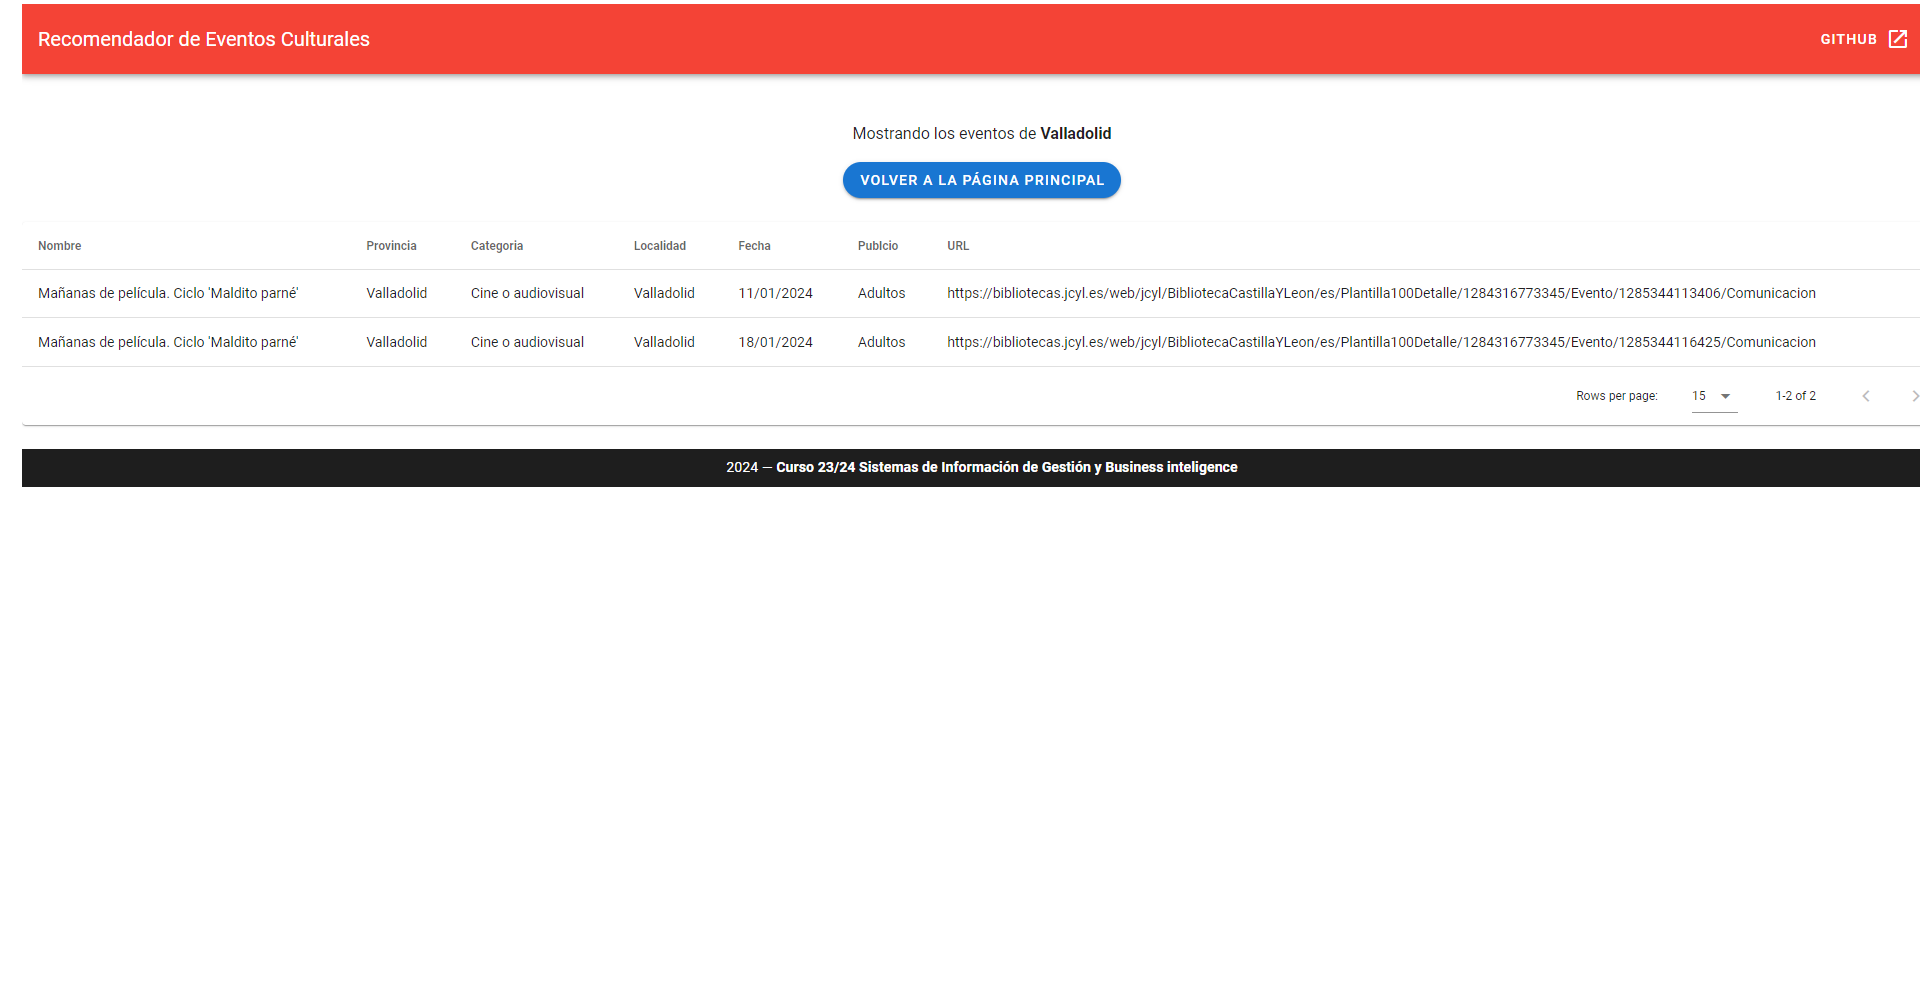 Recomendador de Eventos Culturales GITHUB
Mostrando los eventos de Valladolid
VOLVER A LA PÁGINA PRINCIPAL
Nombre Provincia Categoria Localidad Fecha Publcio URL
Mañanas de película. Ciclo 'Maldito parné' Valladolid Cine o audiovisual Valladolid 11/01/2024 Adultos https://bibliotecas.jcyl.es/web/jcyl/BibliotecaCastillaYLeon/es/Plantilla100Detalle/1284316773345/Evento/1285344113406/Comunicacion
Mañanas de película. Ciclo 'Maldito parné' Valladolid Cine o audiovisual Valladolid 18/01/2024 Adultos https://bibliotecas.jcyl.es/web/jcyl/BibliotecaCastillaYLeon/es/Plantilla100Detalle/1284316773345/Evento/1285344116425/Comunicacion
Rows per page: 15 1-2 of 2
2024 — Curso 23/24 Sistemas de Información de Gestión y Business inteligence